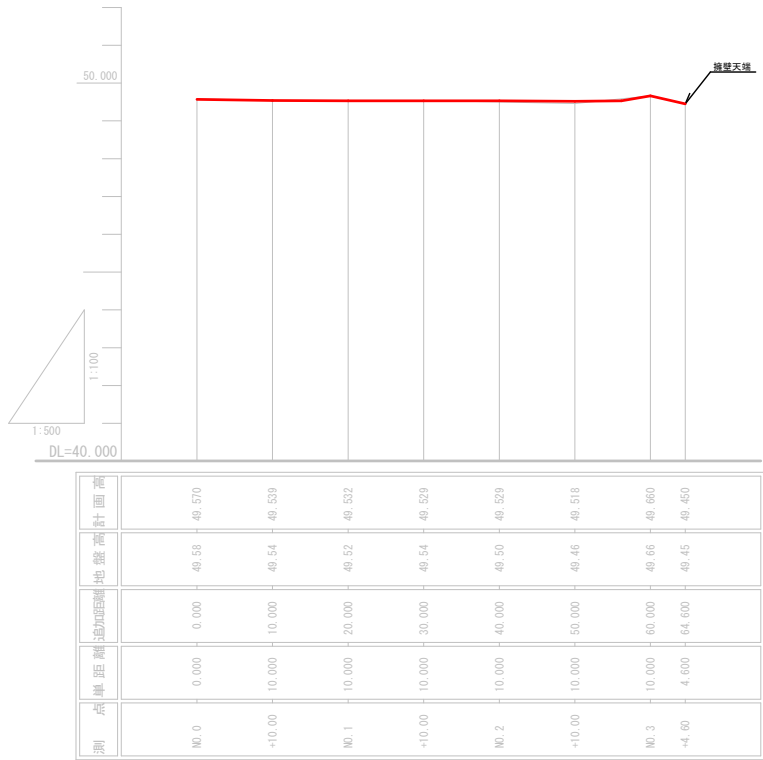 50.000
擁壁天端
1:100
1:500
DL=40.000
計画高 49.570 49.539 49.532 49.529 49.529 49.518 49.660 49.450
地盤高 49.58 49.54 49.52 49.54 49.50 49.46 49.66 49.45
追加距離 0.000 10.000 20.000 30.000 40.000 50.000 60.000 64.600
単距離 0.000 10.000 10.000 10.000 10.000 10.000 10.000 4.600
測点 NO.0 +10.00 NO.1 +10.00 NO.2 +10.00 NO.3 +4.60